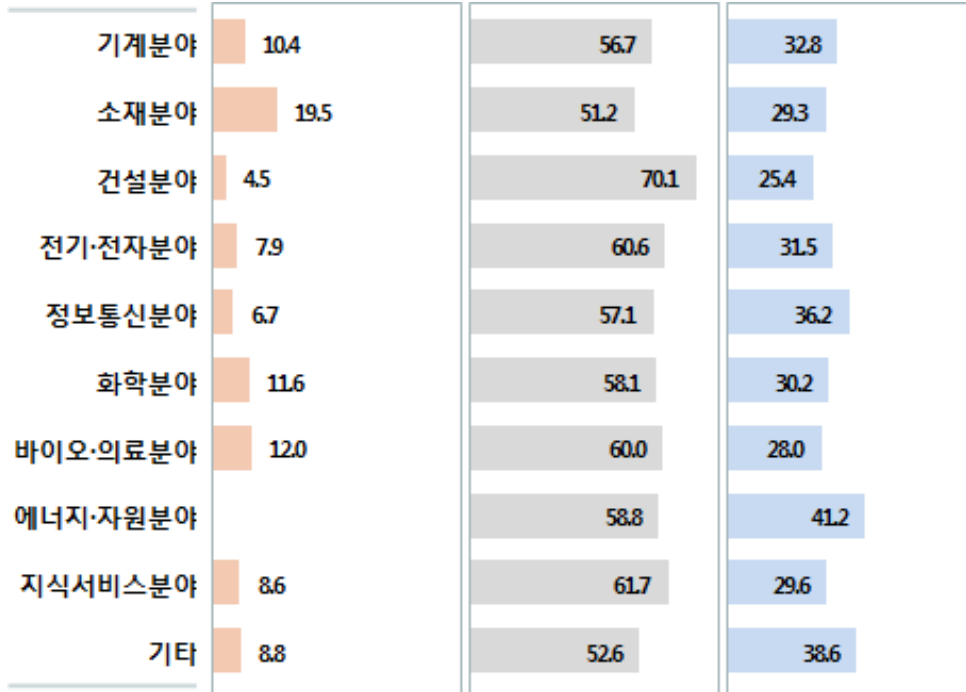 기계분야 10.4 56.7 32.8
소재분야 19.5 51.2 29.3
건설분야 4.5 70.1 25.4
전기·전자분야 7.9 60.6 31.5
정보통신분야 6.7 57.1 36.2
화학분야 11.6 58.1 30.2
바이오·의료분야 12.0 60.0 28.0
에너지·자원분야 58.8 41.2
지식서비스분야 8.6 61.7 29.6
기타 8.8 52.6 38.6